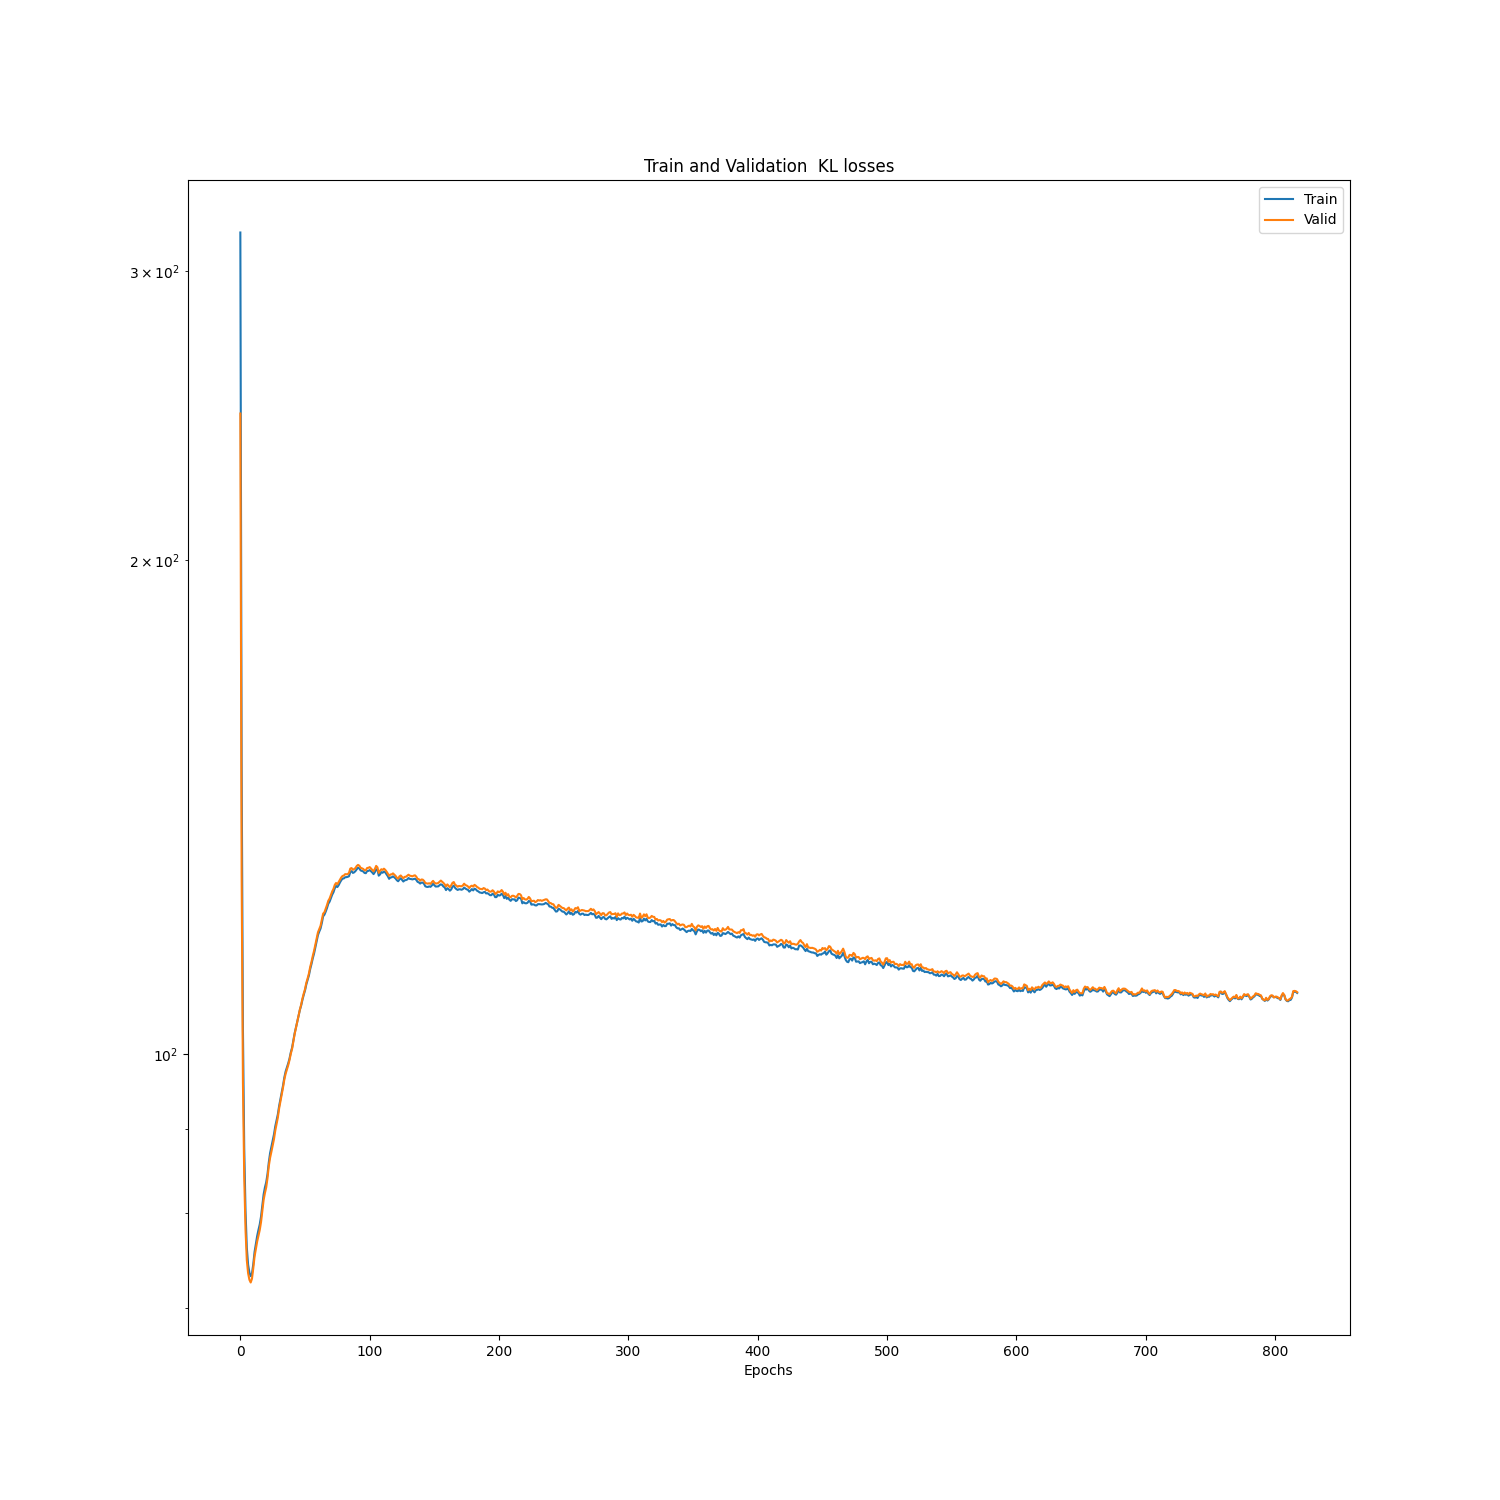 Train and Validation  KL losses
Train
Valid
3 × 10²
2 × 10²
10²
0 100 200 300 400 500 600 700 800
Epochs